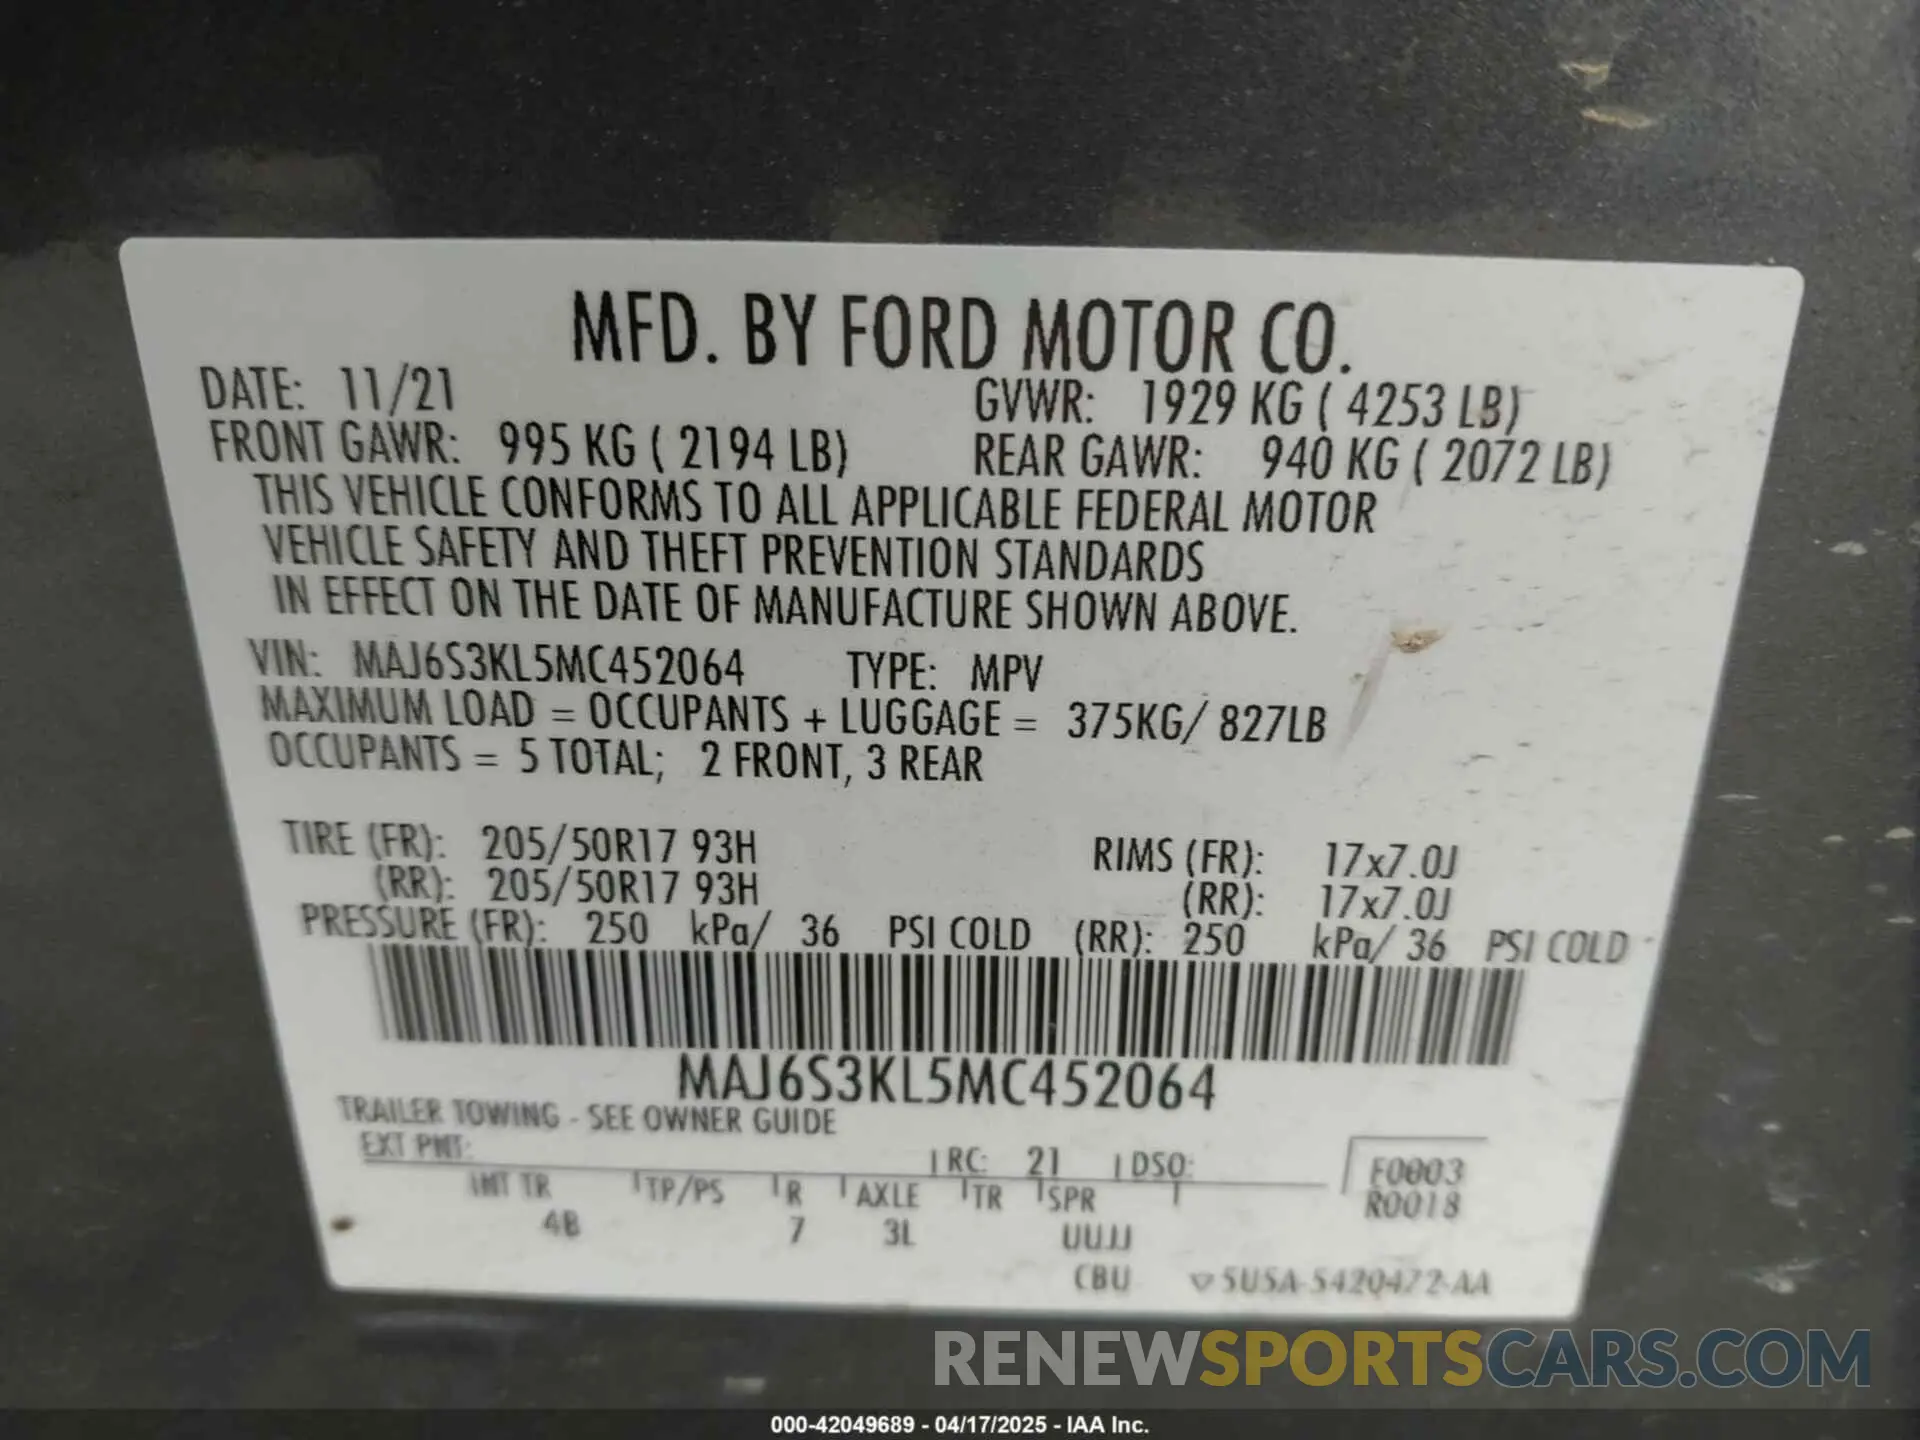 MFD. BY FORD MOTOR CO.
DATE: 11/21 GVWR: 1929 KG ( 4253 LB)
FRONT GAWR: 995 KG ( 2194 LB) REAR GAWR: 940 KG ( 2072 LB)
THIS VEHICLE CONFORMS TO ALL APPLICABLE FEDERAL MOTOR
VEHICLE SAFETY AND THEFT PREVENTION STANDARDS
IN EFFECT ON THE DATE OF MANUFACTURE SHOWN ABOVE.
VIN: MAJ6S3KL5MC452064 TYPE: MPV
MAXIMUM LOAD = OCCUPANTS + LUGGAGE = 375KG/ 827LB
OCCUPANTS = 5 TOTAL; 2 FRONT, 3 REAR
TIRE (FR): 205/50R17 93H RIMS (FR): 17x7.0J
(RR): 205/50R17 93H (RR): 17x7.0J
PRESSURE (FR): 250 kPa/ 36 PSI COLD (RR): 250 kPa/ 36 PSI COLD
MAJ6S3KL5MC452064
TRAILER TOWING - SEE OWNER GUIDE
EXT PNT: RC: 21 DSO: F0003
INT TR TP/PS R AXLE TR SPR R0018
4B 7 3L UUJJ
CBU 5U5A-5420472-AA
RENEWSPORTSCARS.COM
000-42049689 - 04/17/2025 - IAA Inc.